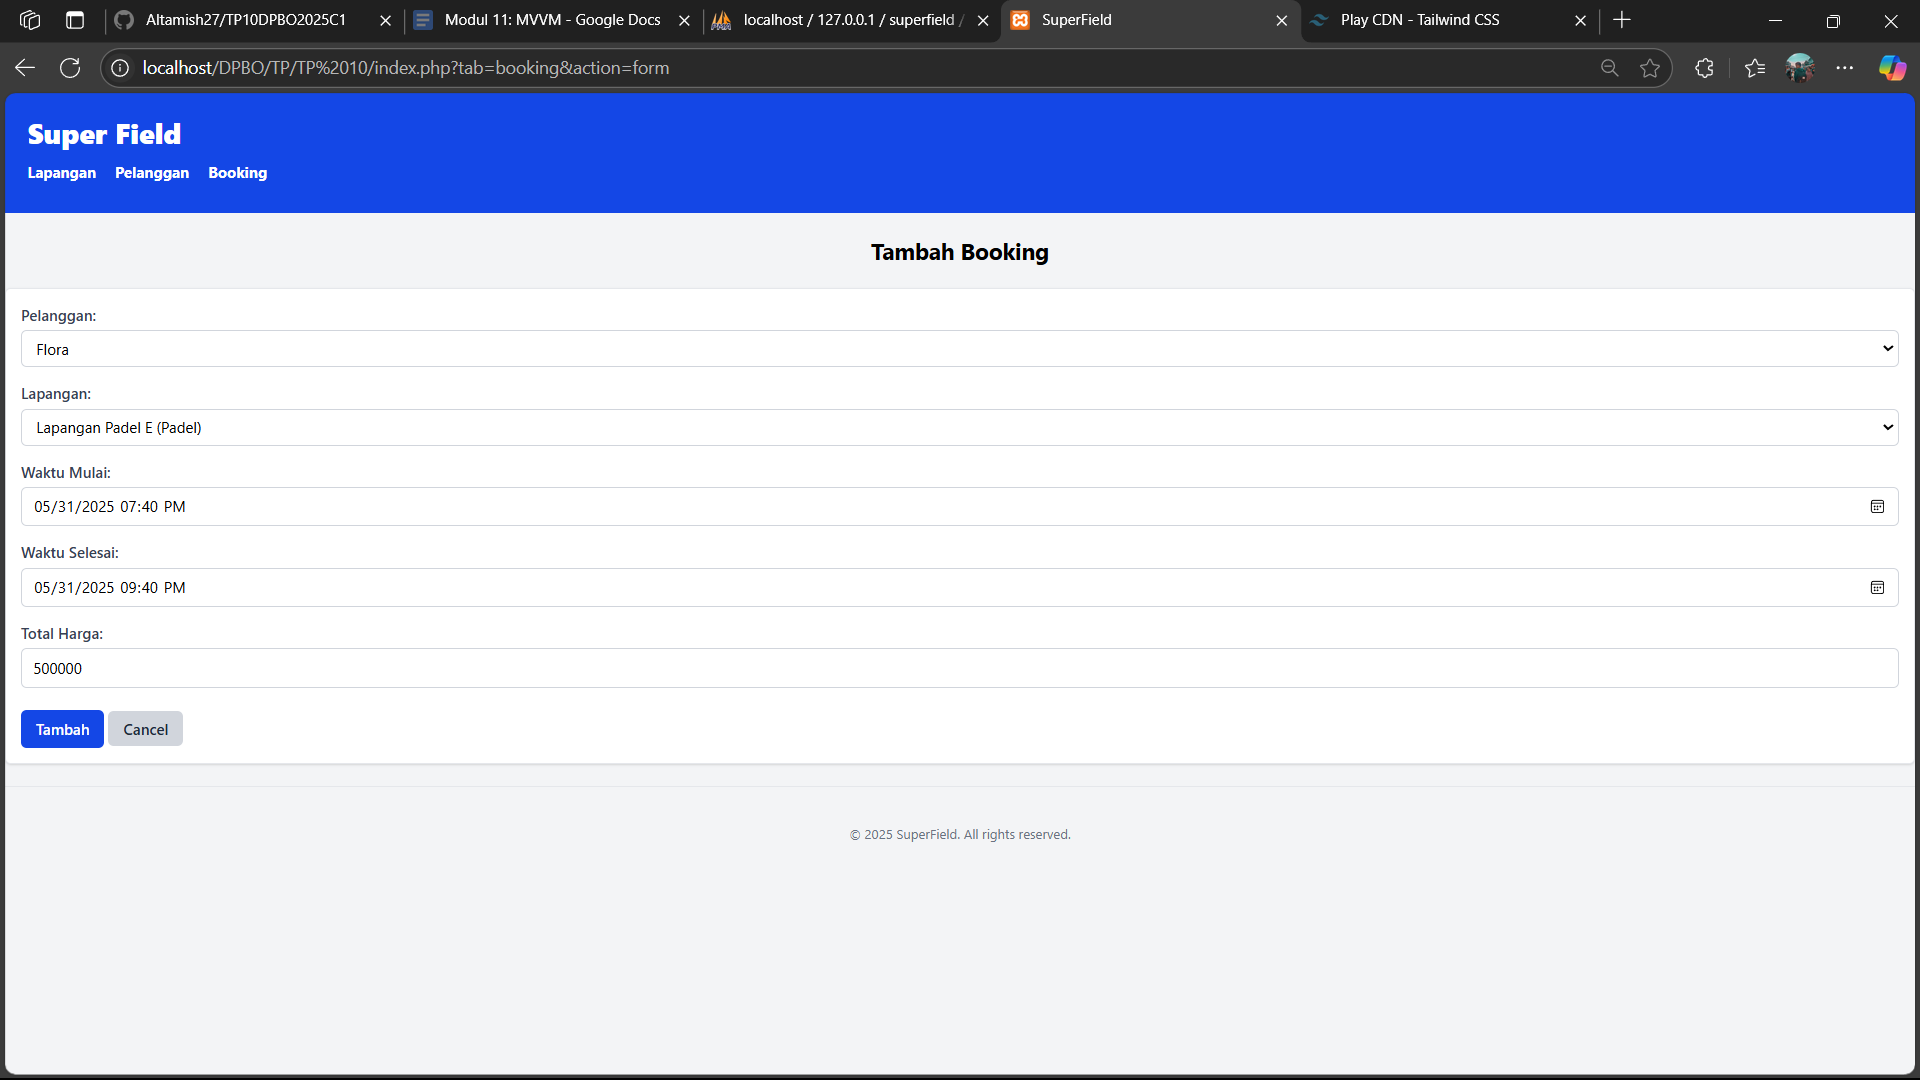 Altamish27/TP10DPBO2025C1
Modul 11: MVVM - Google Docs
localhost / 127.0.0.1 / superfield /
SuperField
Play CDN - Tailwind CSS
localhost/DPBO/TP/TP%2010/index.php?tab=booking&action=form
Super Field
Lapangan Pelanggan Booking
Tambah Booking
Pelanggan:
Flora
Lapangan:
Lapangan Padel E (Padel)
Waktu Mulai:
05/31/2025 07:40 PM
Waktu Selesai:
05/31/2025 09:40 PM
Total Harga:
500000
Tambah Cancel
© 2025 SuperField. All rights reserved.